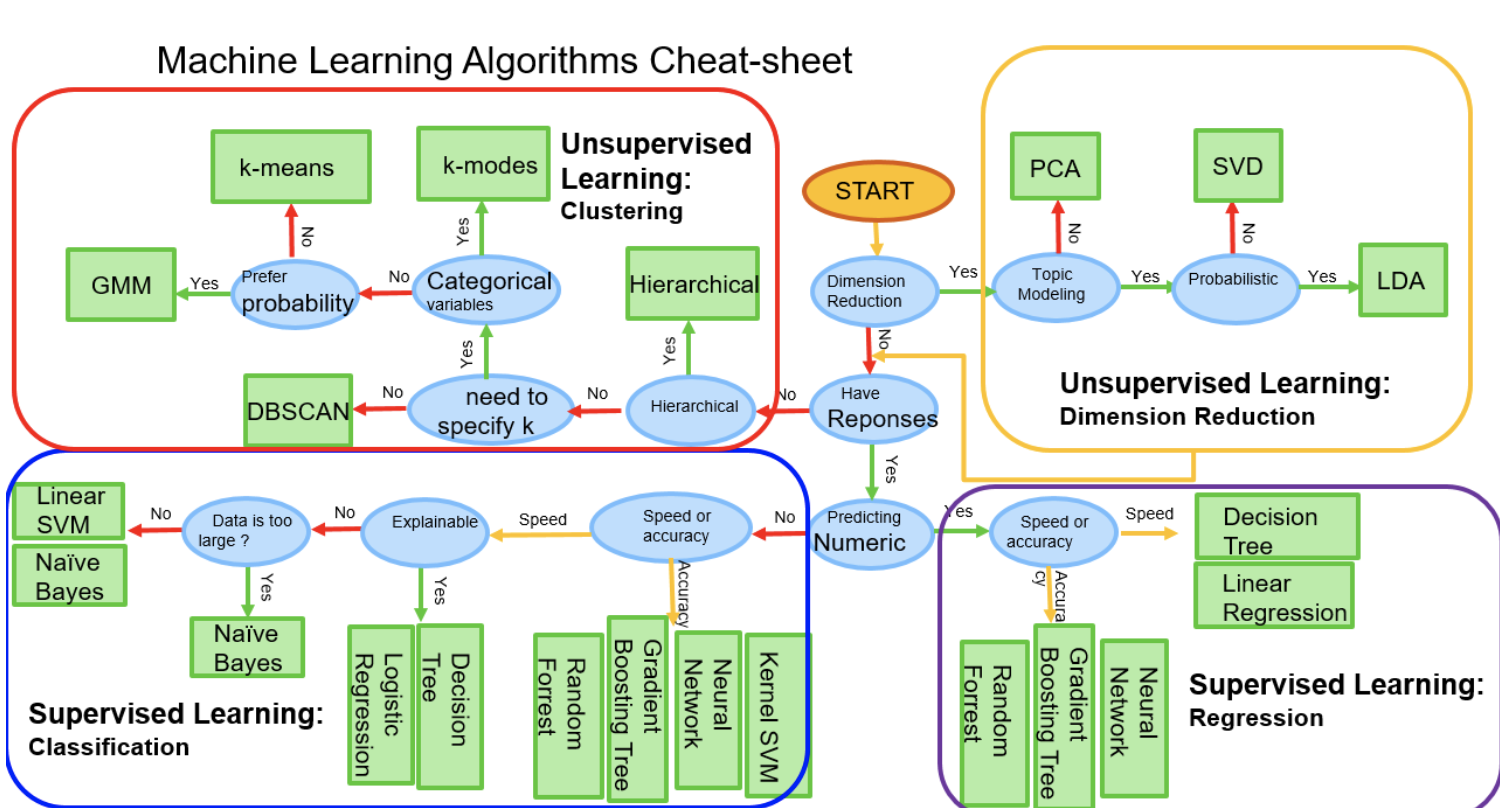 Machine Learning Algorithms Cheat-sheet
Unsupervised
Learning:
Clustering
k-means
k-modes
No
Yes
GMM
Yes
Prefer
probability
No
Categorical
variables
Hierarchical
Yes
Yes
DBSCAN
No
need to
specify k
No
Hierarchical
No
START
Dimension
Reduction
Yes
No
Have
Reponses
Yes
Predicting
Numeric
PCA
SVD
No
No
Topic
Modeling
Yes
Probabilistic
Yes
LDA
Unsupervised Learning:
Dimension Reduction
Linear
SVM
Naïve
Bayes
No
Data is too
large ?
No
Explainable
Speed
Speed or
accuracy
No
Yes
Yes
Accuracy
Naïve
Bayes
Logistic
Regression
Decision
Tree
Random
Forrest
Gradient
Boosting Tree
Neural
Network
Kernel SVM
Supervised Learning:
Classification
Yes
Speed or
accuracy
Speed
Decision
Tree
Linear
Regression
Accura
cy
Random
Forrest
Gradient
Boosting Tree
Neural
Network
Supervised Learning:
Regression